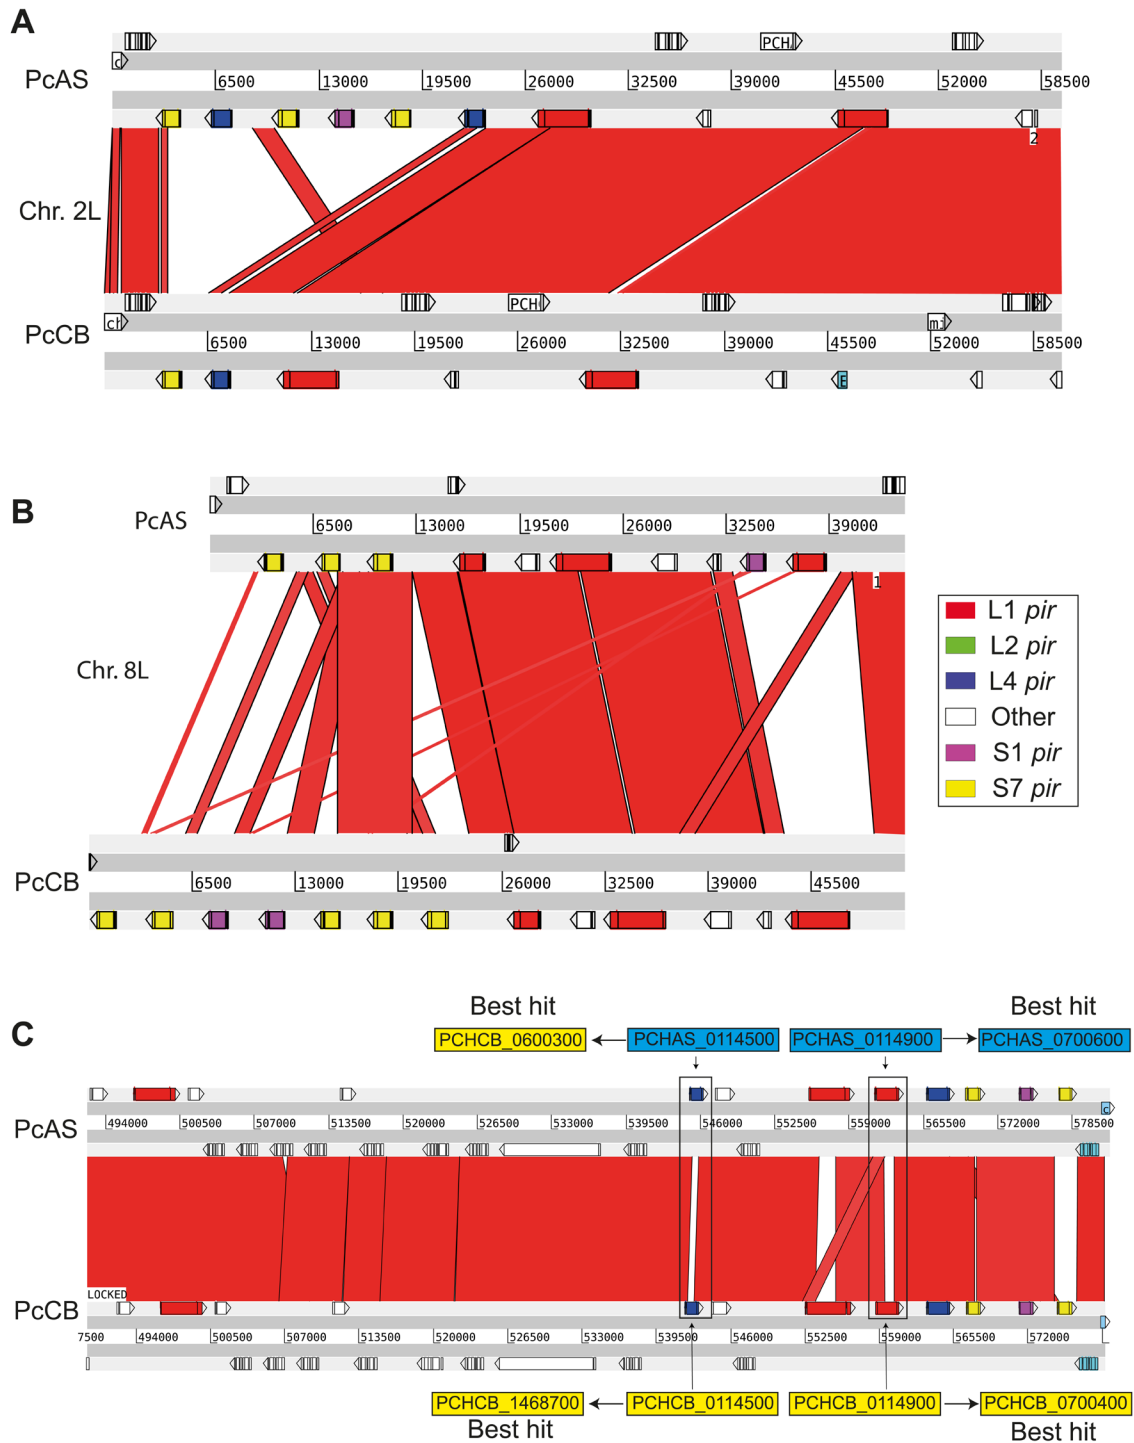 A
PCHA
PcAS
c
6500 13000 19500 26000 32500 39000 45500 52000 58500
2
Chr. 2L
PCH
PcCB
ch
mi
6500 13000 19500 26000 32500 39000 45500 52000 58500
E
B
PcAS
6500 13000 19500 26000 32500 39000
1
Chr. 8L
L1 pir
L2 pir
L4 pir
Other
S1 pir
S7 pir
PcCB
6500 13000 19500 26000 32500 39000 45500
C
Best hit
Best hit
PCHCB_0600300 PCHAS_0114500 PCHAS_0114900 PCHAS_0700600
PcAS
c
494000 500500 507000 513500 520000 526500 533000 539500 546000 552500 559000 565500 572000 578500
LOCKED
PcCB
7500 494000 500500 507000 513500 520000 526500 533000 539500 546000 552500 559000 565500 572000
PCHCB_1468700 PCHCB_0114500 PCHCB_0114900 PCHCB_0700400
Best hit
Best hit